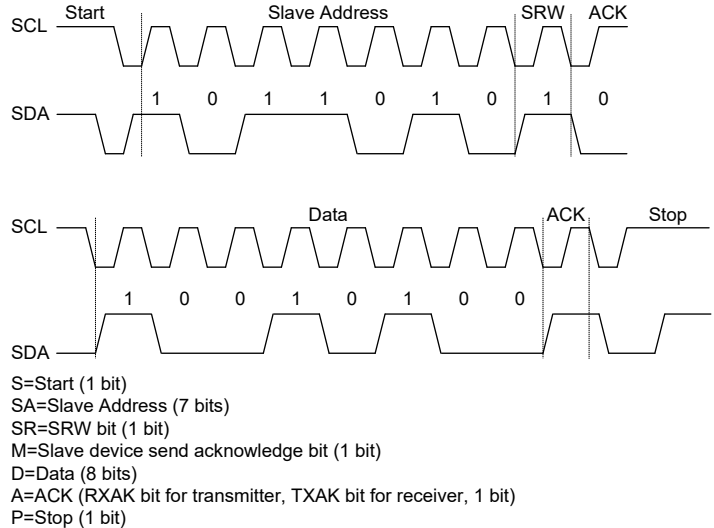 Start Slave Address SRW ACK
SCL
1 0 1 1 0 1 0 1 0
SDA
Data ACK Stop
SCL
1 0 0 1 0 1 0 0
SDA
S=Start (1 bit)
SA=Slave Address (7 bits)
SR=SRW bit (1 bit)
M=Slave device send acknowledge bit (1 bit)
D=Data (8 bits)
A=ACK (RXAK bit for transmitter, TXAK bit for receiver, 1 bit)
P=Stop (1 bit)